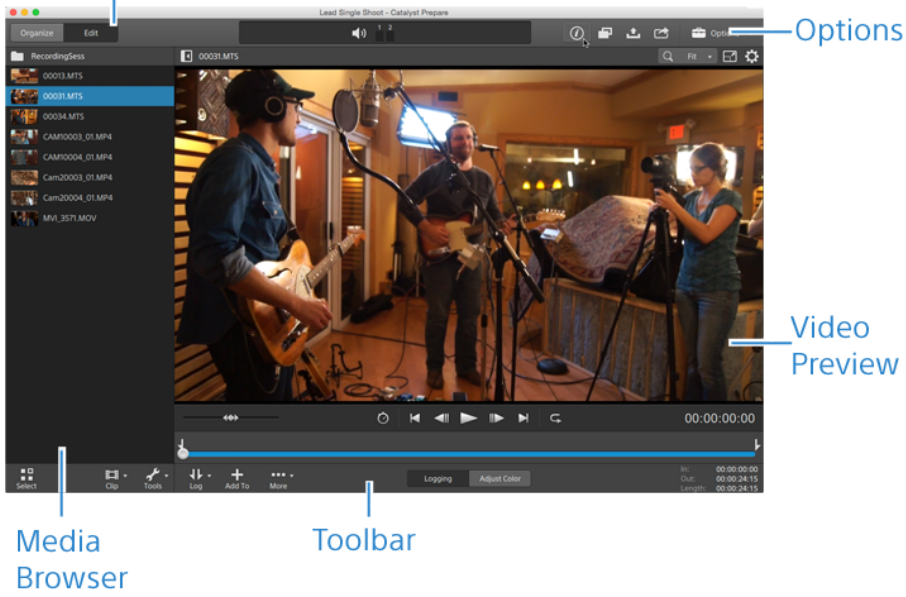 Lead Single Shoot - Catalyst Prepare
Organize
Edit
1 2
Options
RecordingSess
00031.MTS
Fit
00013.MTS
00031.MTS
00034.MTS
CAM10003_01.MP4
CAM10004_01.MP4
Cam20003_01.MP4
Cam20004_01.MP4
MVI_3571.MOV
Video
Preview
00:00:00:00
Select
Clip
Tools
Log
Add To
More
Logging
Adjust Color
In: 00:00:00:00
Out: 00:00:24:15
Length: 00:00:24:15
Media
Browser
Toolbar